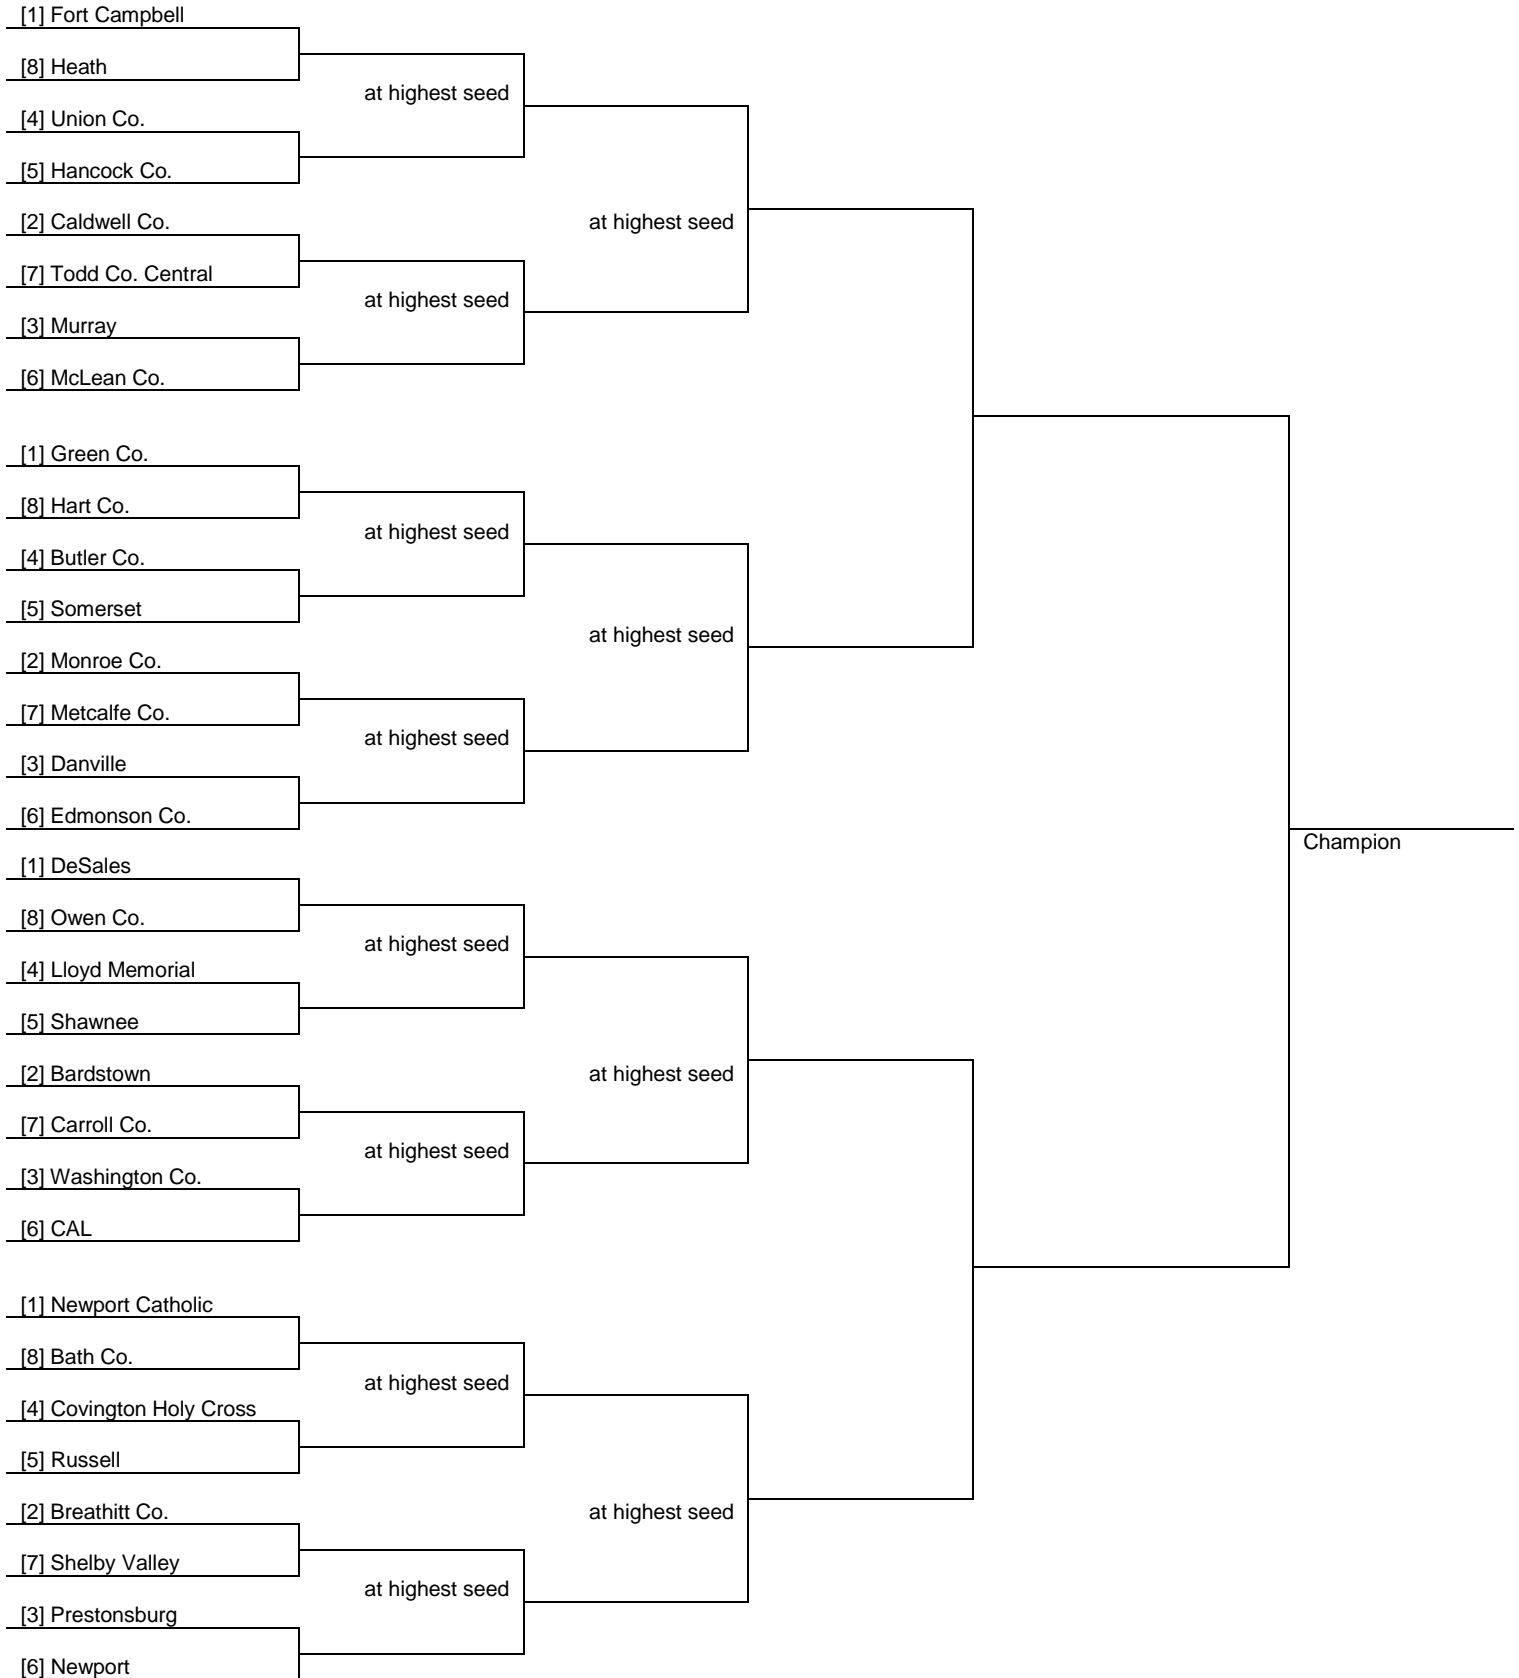 [1] Fort Campbell
[8] Heath
at highest seed
[4] Union Co.
[5] Hancock Co.
[2] Caldwell Co.
at highest seed
[7] Todd Co. Central
at highest seed
[3] Murray
[6] McLean Co.
[1] Green Co.
[8] Hart Co.
at highest seed
[4] Butler Co.
[5] Somerset
at highest seed
[2] Monroe Co.
[7] Metcalfe Co.
at highest seed
[3] Danville
[6] Edmonson Co.
Champion
[1] DeSales
[8] Owen Co.
at highest seed
[4] Lloyd Memorial
[5] Shawnee
[2] Bardstown
at highest seed
[7] Carroll Co.
at highest seed
[3] Washington Co.
[6] CAL
[1] Newport Catholic
[8] Bath Co.
at highest seed
[4] Covington Holy Cross
[5] Russell
[2] Breathitt Co.
at highest seed
[7] Shelby Valley
at highest seed
[3] Prestonsburg
[6] Newport